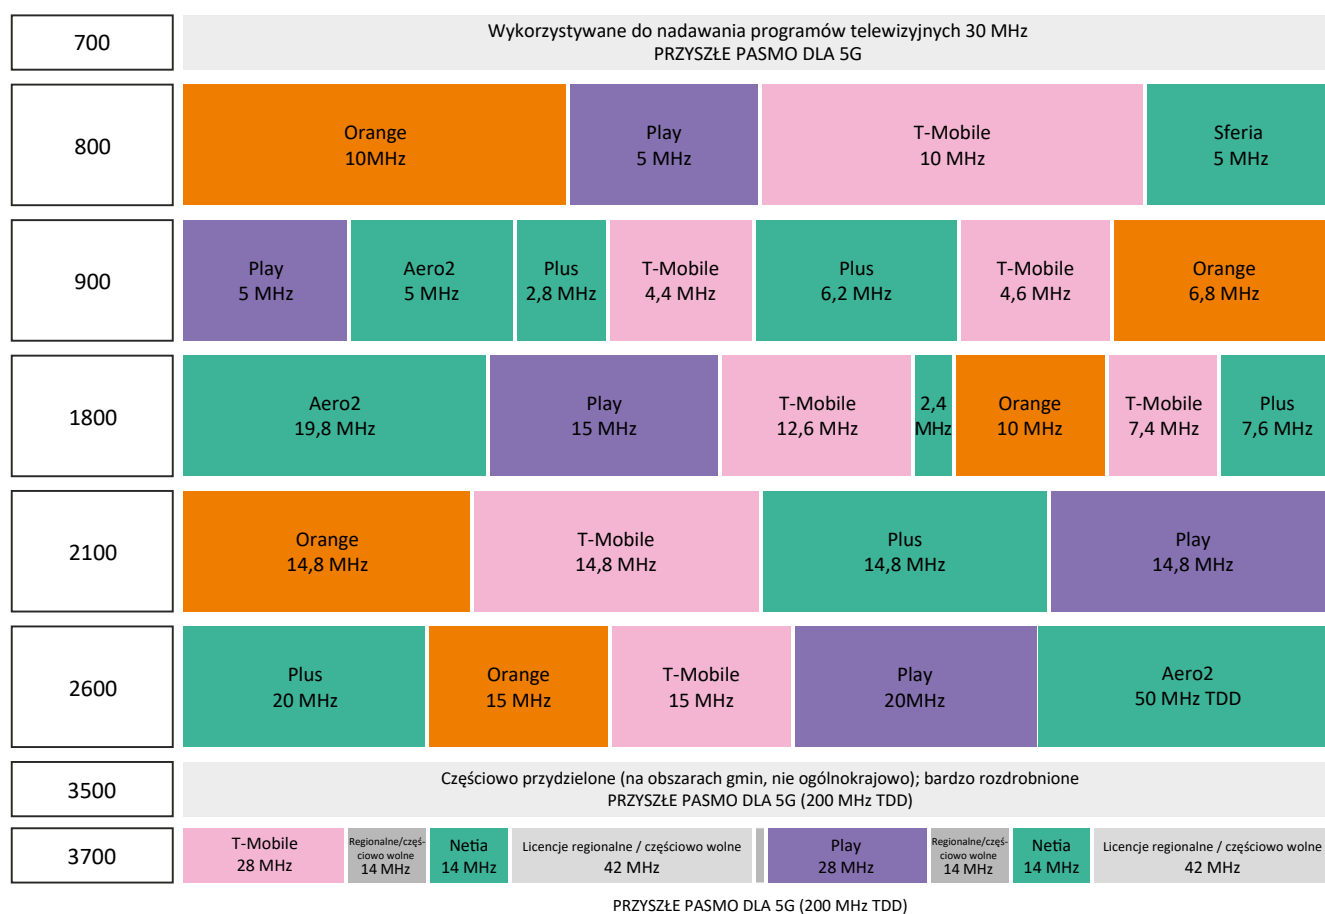 700
Wykorzystywane do nadawania programów telewizyjnych 30 MHz
PRZYSZŁE PASMO DLA 5G
800
Orange
10MHz
Play
5 MHz
T-Mobile
10 MHz
Sferia
5 MHz
900
Play
5 MHz
Aero2
5 MHz
Plus
2,8 MHz
T-Mobile
4,4 MHz
Plus
6,2 MHz
T-Mobile
4,6 MHz
Orange
6,8 MHz
1800
Aero2
19,8 MHz
Play
15 MHz
T-Mobile
12,6 MHz
2,4
MHz
Orange
10 MHz
T-Mobile
7,4 MHz
Plus
7,6 MHz
2100
Orange
14,8 MHz
T-Mobile
14,8 MHz
Plus
14,8 MHz
Play
14,8 MHz
2600
Plus
20 MHz
Orange
15 MHz
T-Mobile
15 MHz
Play
20MHz
Aero2
50 MHz TDD
3500
Częściowo przydzielone (na obszarach gmin, nie ogólnokrajowo); bardzo rozdrobnione
PRZYSZŁE PASMO DLA 5G (200 MHz TDD)
3700
T-Mobile
28 MHz
Regionalne/częś-
ciowo wolne
14 MHz
Netia
14 MHz
Licencje regionalne / częściowo wolne
42 MHz
Play
28 MHz
Regionalne/częś-
ciowo wolne
14 MHz
Netia
14 MHz
Licencje regionalne / częściowo wolne
42 MHz
PRZYSZŁE PASMO DLA 5G (200 MHz TDD)